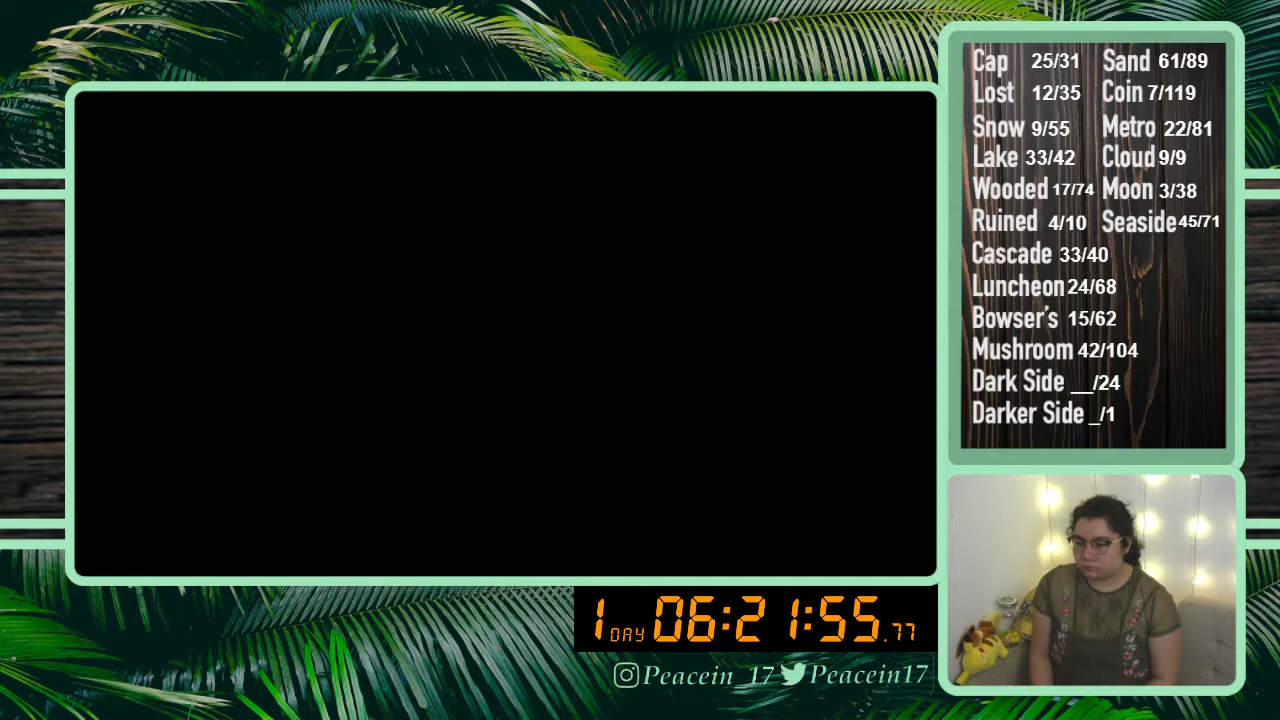 Cap 25/31 Sand 61/89
Lost 12/35 Coin 7/119
Snow 9/55 Metro 22/81
Lake 33/42 Cloud 9/9
Wooded 17/74 Moon 3/38
Ruined 4/10 Seaside 45/71
Cascade 33/40
Luncheon 24/68
Bowser's 15/62
Mushroom 42/104
Dark Side __/24
Darker Side _/1
1 DAY 06:21:55.77
Peacein_17 Peacein17